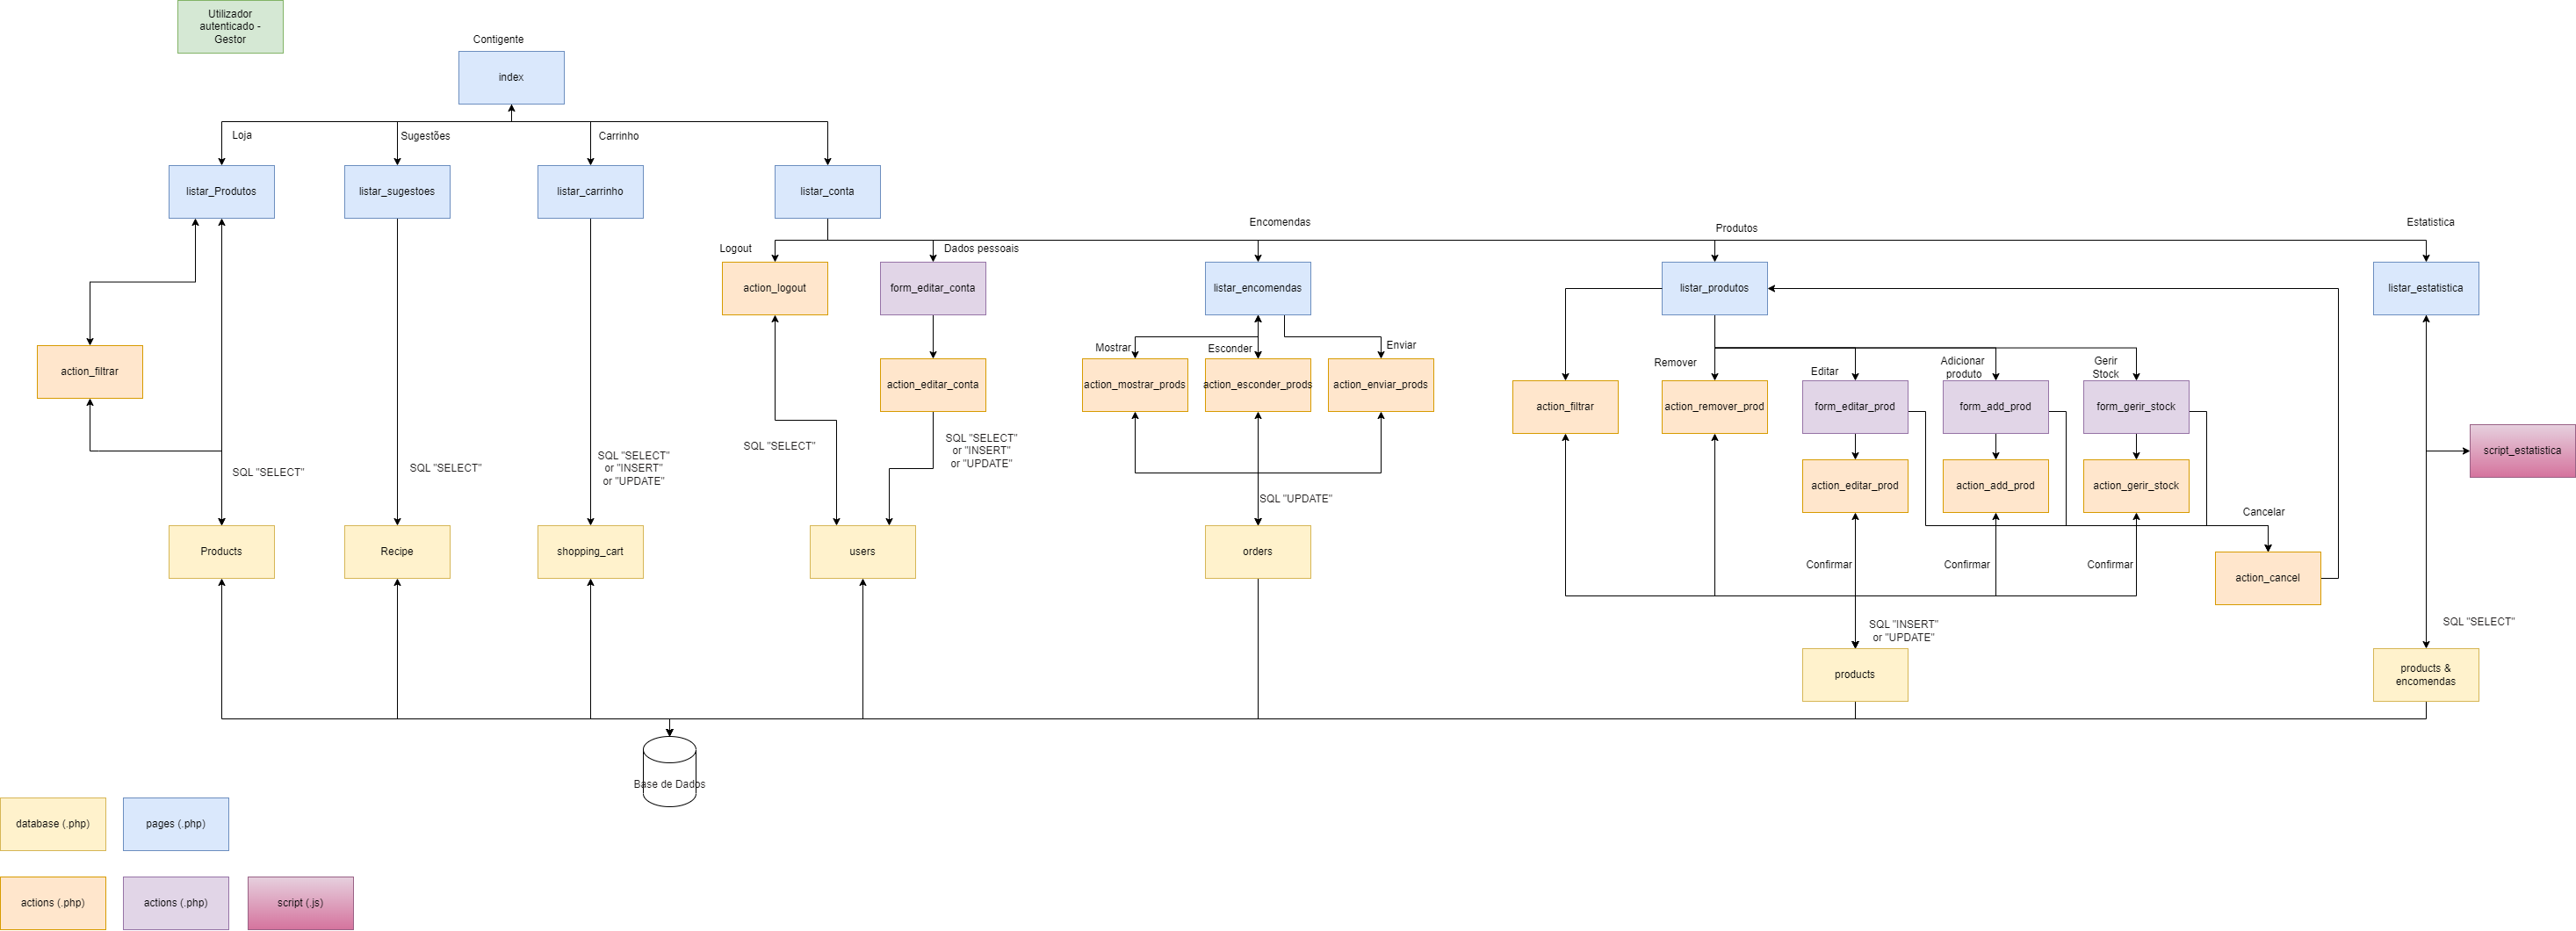 Utilizador
autenticado -
Gestor
Contigente
index
Loja
Sugestões
Carrinho
listar_Produtos
listar_sugestoes
listar_carrinho
listar_conta
Encomendas
Produtos
Estatistica
Logout
Dados pessoais
action_logout
form_editar_conta
listar_encomendas
listar_produtos
listar_estatistica
Mostrar
Esconder
Enviar
Remover
Editar
Adicionar
produto
Gerir
Stock
action_filtrar
action_editar_conta
action_mostrar_prods
action_esconder_prods
action_enviar_prods
action_filtrar
action_remover_prod
form_editar_prod
form_add_prod
form_gerir_stock
SQL "SELECT"
SQL "SELECT"
SQL "SELECT"
or "INSERT"
or "UPDATE"
SQL "SELECT"
SQL "SELECT"
or "INSERT"
or "UPDATE"
SQL "UPDATE"
action_editar_prod
action_add_prod
action_gerir_stock
script_estatistica
Cancelar
Products
Recipe
shopping_cart
users
orders
Confirmar
Confirmar
Confirmar
action_cancel
SQL "INSERT"
or "UPDATE"
SQL "SELECT"
products
products &
encomendas
Base de Dados
database (.php)
pages (.php)
actions (.php)
actions (.php)
script (.js)